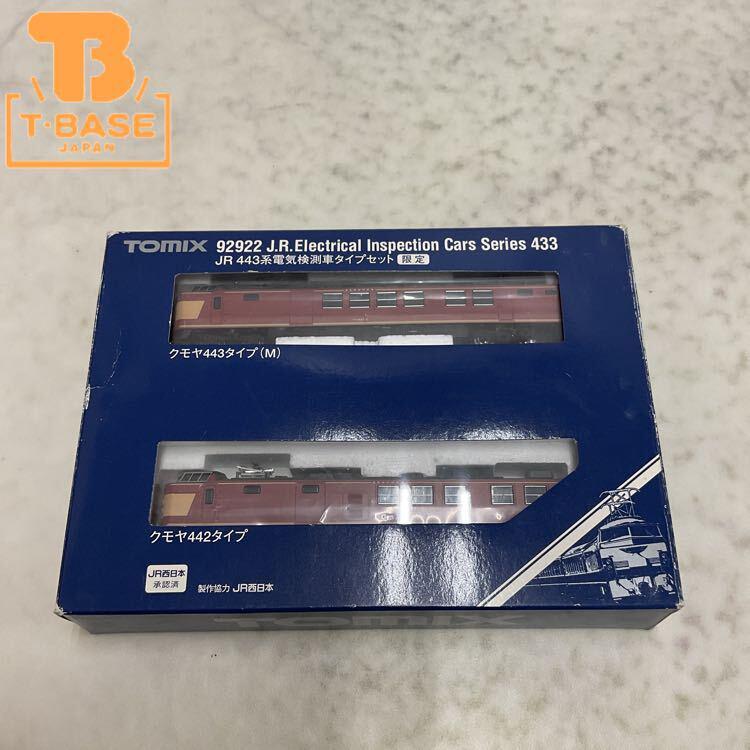 T·BASE
JAPAN
TOMIX 92922 J.R.Electrical Inspection Cars Series 433
JR 443系電気検測車タイプセット 限定
クモヤ443タイプ(M)
クモヤ442タイプ
JR西日本
承認済
製作協力 JR西日本
TOMIX